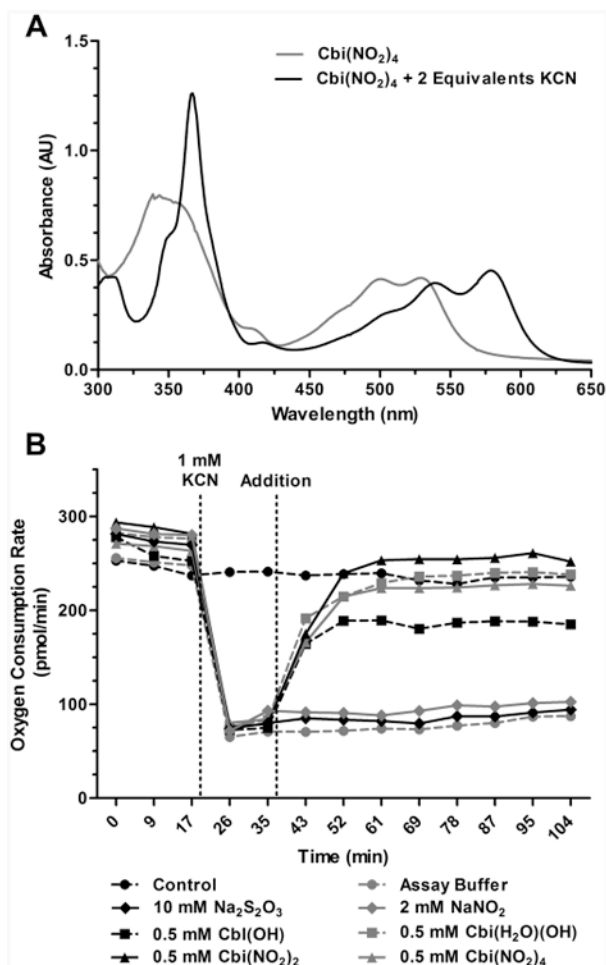 A
Cbi(NO₂)₄
Cbi(NO₂)₄ + 2 Equivalents KCN
1.5
1.0
0.5
0.0
Absorbance (AU)
300 350 400 450 500 550 600 650
Wavelength (nm)
B
1 mM
KCN
Addition
300
200
100
0
Oxygen Consumption Rate
(pmol/min)
0 9 17 26 35 43 52 61 69 78 87 95 104
Time (min)
Control
Assay Buffer
10 mM Na₂S₂O₃
2 mM NaNO₂
0.5 mM Cbl(OH)
0.5 mM Cbi(H₂O)(OH)
0.5 mM Cbi(NO₂)₂
0.5 mM Cbi(NO₂)₄